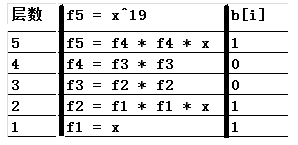 层数 f5 = x^19 b[i]
5 f5 = f4 * f4 * x 1
4 f4 = f3 * f3 0
3 f3 = f2 * f2 0
2 f2 = f1 * f1 * x 1
1 f1 = x 1